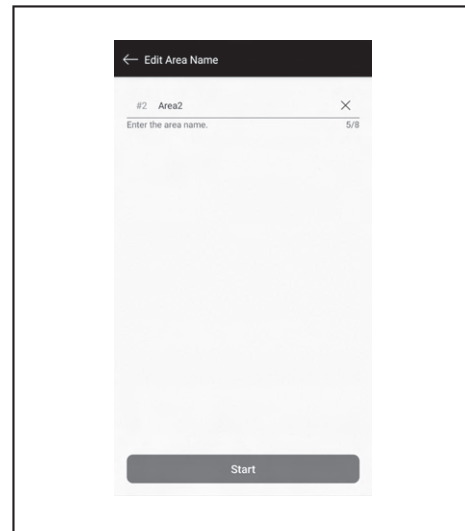 ← Edit Area Name
#2 Area2 ×
Enter the area name. 5/8
Start